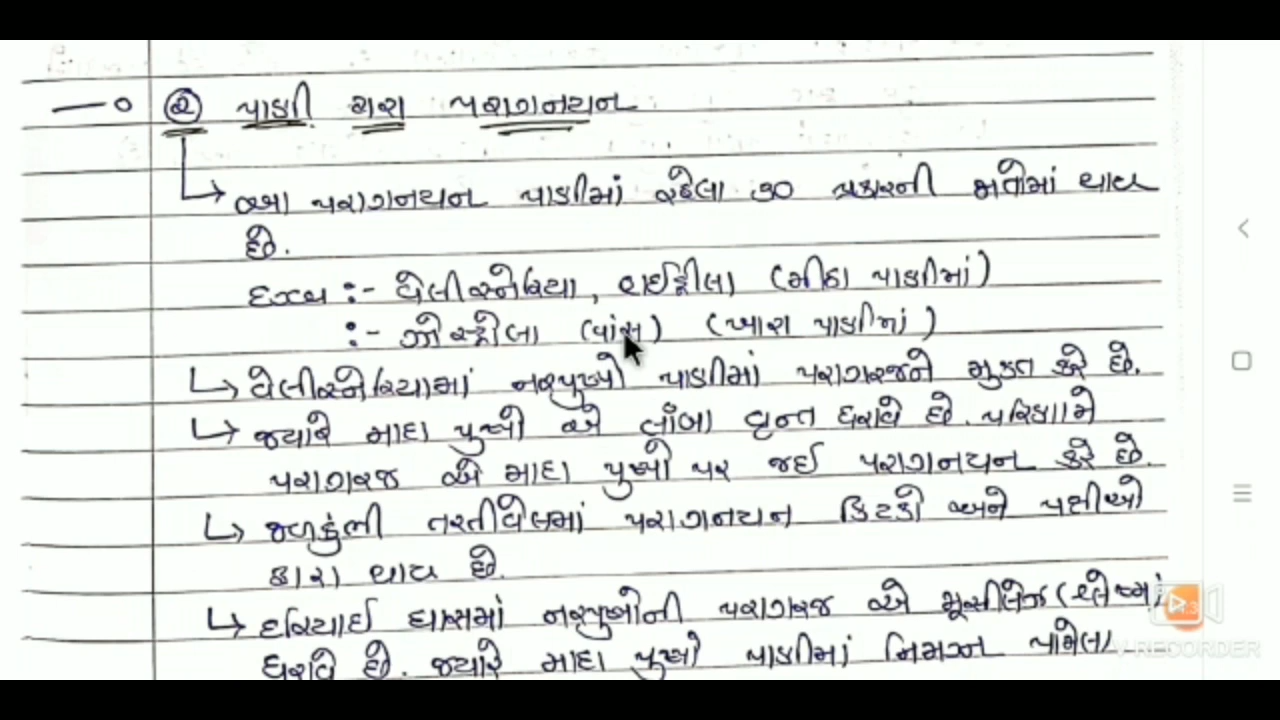 ② પાણી દ્વારા પરાગનયન
આ પરાગનયન પાણીમાં રહેલા ૩૦ પ્રકારની જાતોમાં થાય
છે.
દા.ત. :- વેલીસ્નેરિયા, હાઈડ્રીલા (મીઠા પાણીમાં)
:- ઝોસ્ટ્રેલા (ઘાસ) (ખારા પાણીમાં)
વેલીસ્નેરિયામાં નરપુષ્પો પાણીમાં પરાગરજને મુક્ત કરે છે.
જ્યારે માદા પુષ્પો એ લાંબા વૃન્ત ધરાવે છે. પરિણામે
પરાગરજ એ માદા પુષ્પો પર જઈ પરાગનયન કરે છે.
જળકુંભી તરતીવેલમાં પરાગનયન કિટકો અને પક્ષીઓ
દ્વારા થાય છે.
દરિયાઈ ઘાસમાં નરપુષ્પોની પરાગરજ એ મૂસીલેજ (શ્લેષ્મ)
ધરાવે છે. જ્યારે માદા પુષ્પો પાણીમાં નિમગ્ન પામેલા
V RECORDER